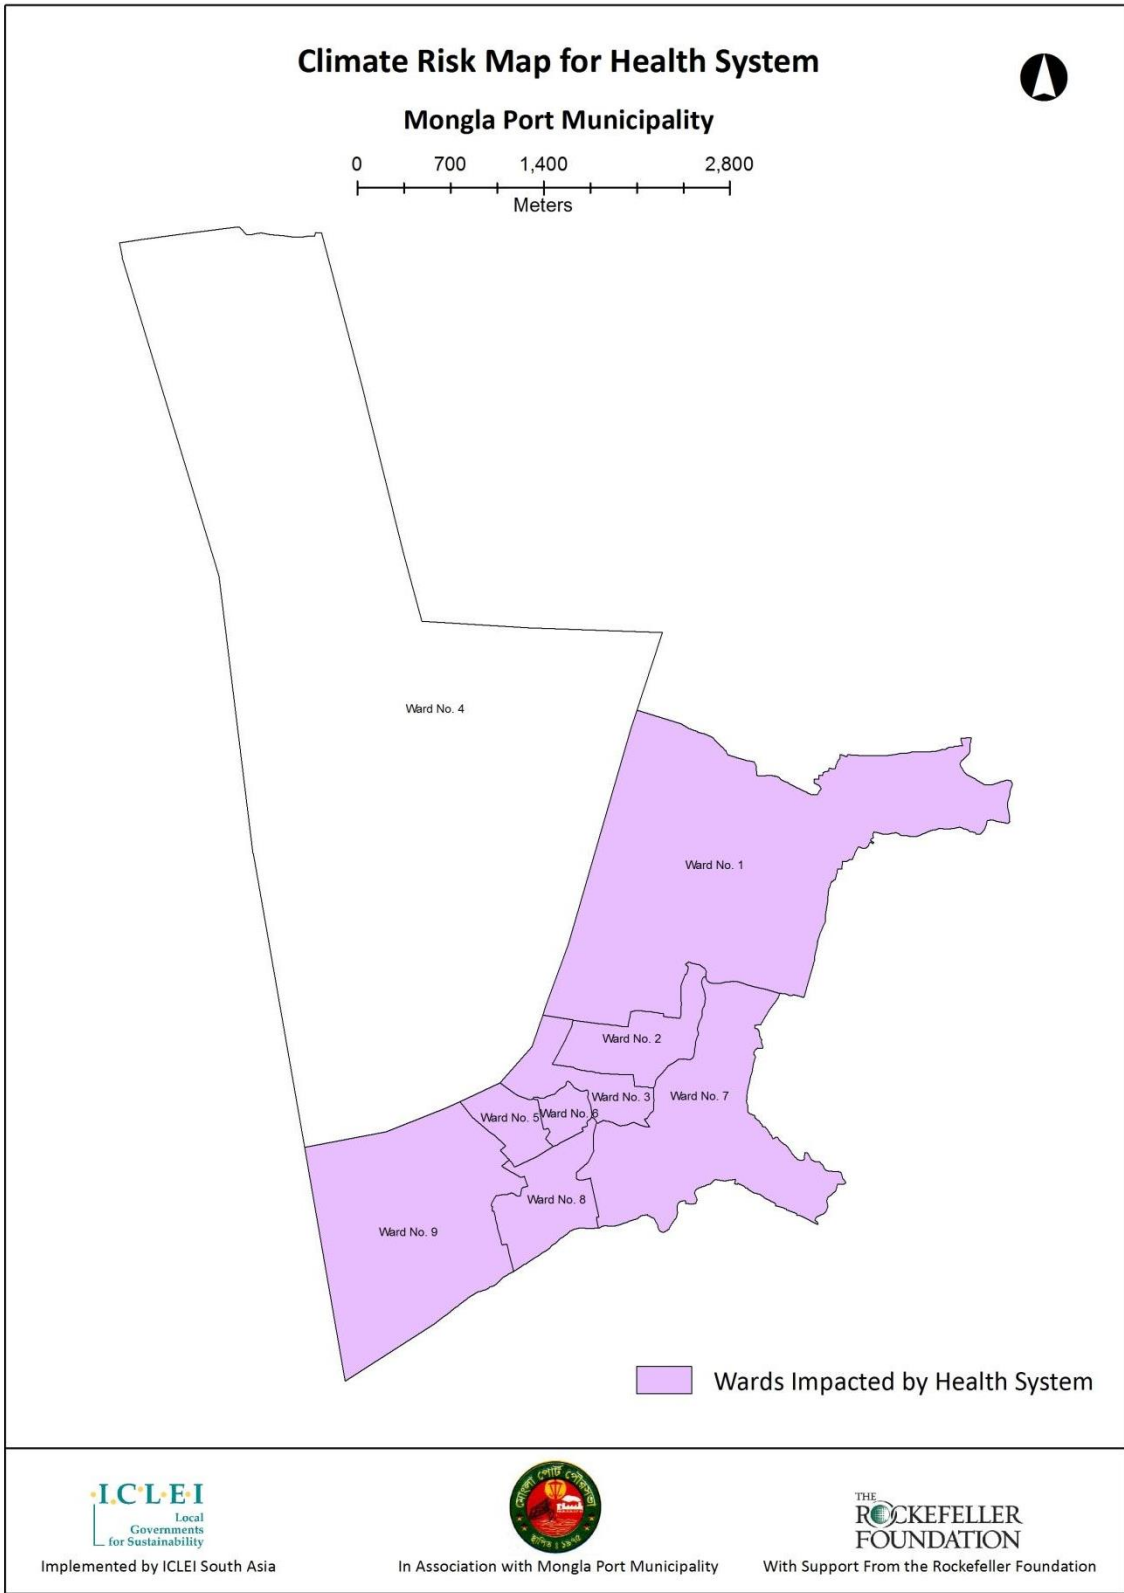 Climate Risk Map for Health System
Mongla Port Municipality
0 700 1,400 2,800
Meters
Ward No. 4
Ward No. 1
Ward No. 2
Ward No. 3
Ward No. 7
Ward No. 5
Ward No. 6
Ward No. 8
Ward No. 9
Wards Impacted by Health System
I.C.L.E.I
Local
Governments
for Sustainability
Implemented by ICLEI South Asia
মোংলা পোর্ট পৌরসভা
In Association with Mongla Port Municipality
THE
ROCKEFELLER
FOUNDATION
With Support From the Rockefeller Foundation